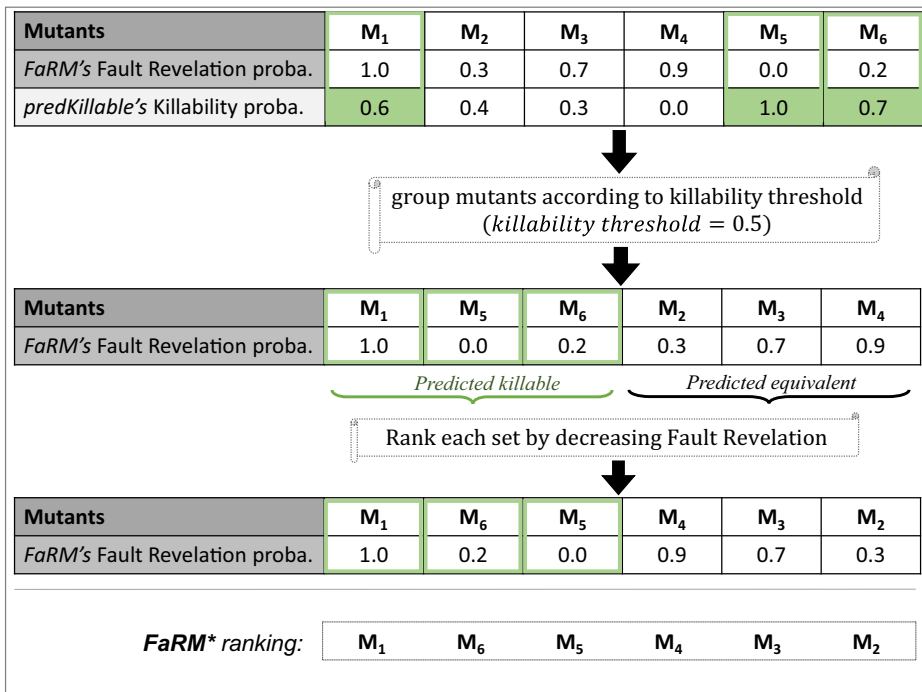 Mutants M₁ M₂ M₃ M₄ M₅ M₆
FaRM's Fault Revelation proba. 1.0 0.3 0.7 0.9 0.0 0.2
predKillable's Killability proba. 0.6 0.4 0.3 0.0 1.0 0.7
group mutants according to killability threshold
(killability threshold = 0.5)
Mutants M₁ M₅ M₆ M₂ M₃ M₄
FaRM's Fault Revelation proba. 1.0 0.0 0.2 0.3 0.7 0.9
Predicted killable Predicted equivalent
Rank each set by decreasing Fault Revelation
Mutants M₁ M₆ M₅ M₄ M₃ M₂
FaRM's Fault Revelation proba. 1.0 0.2 0.0 0.9 0.7 0.3
FaRM* ranking: M₁ M₆ M₅ M₄ M₃ M₂